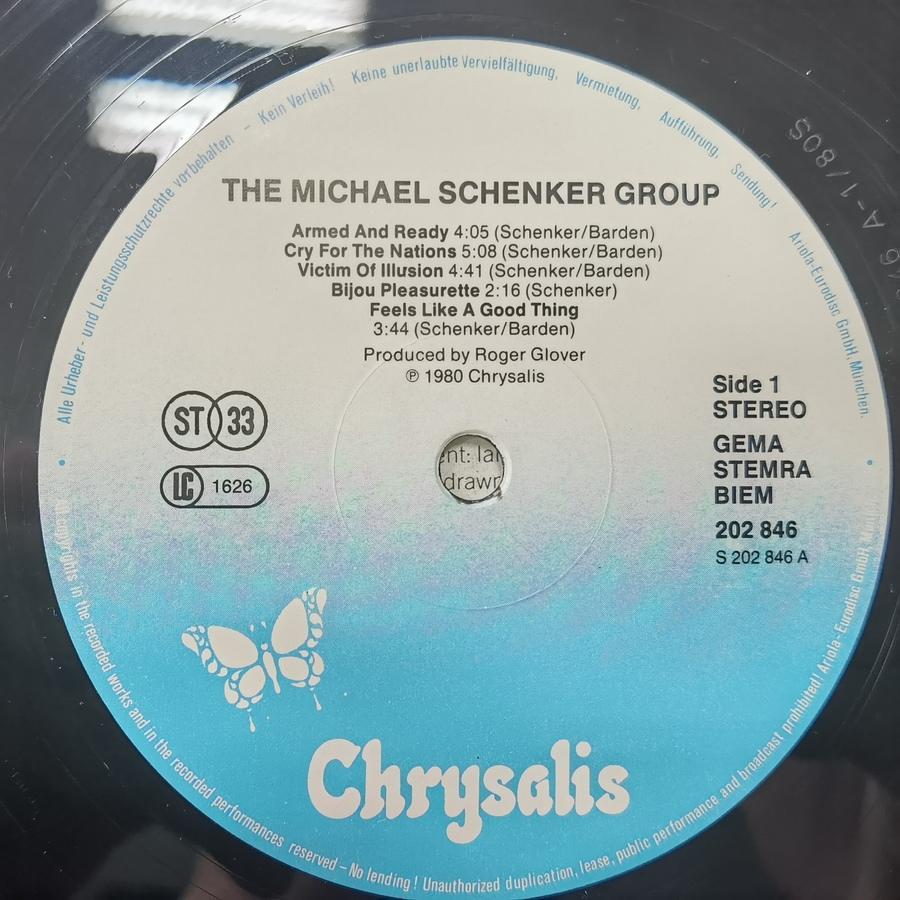 Alle Urheber- und Leistungsschutzrechte vorbehalten - Kein Verleih! Keine unerlaubte Vervielfältigung, Vermietung, Aufführung, Sendung!
Ariola-Eurodisc GmbH, München.
A-1/80S
THE MICHAEL SCHENKER GROUP
Armed And Ready 4:05 (Schenker/Barden)
Cry For The Nations 5:08 (Schenker/Barden)
Victim Of Illusion 4:41 (Schenker/Barden)
Bijou Pleasurette 2:16 (Schenker)
Feels Like A Good Thing
3:44 (Schenker/Barden)
Produced by Roger Glover
℗ 1980 Chrysalis
ST 33
LC 1626
Side 1
STEREO
GEMA
STEMRA
BIEM
202 846
S 202 846 A
drawn
Chrysalis
in the recorded works and in the recorded performances reserved – No lending! Unauthorized duplication, lease, public performance and broadcast prohibited! Ariola-Eurodisc GmbH,